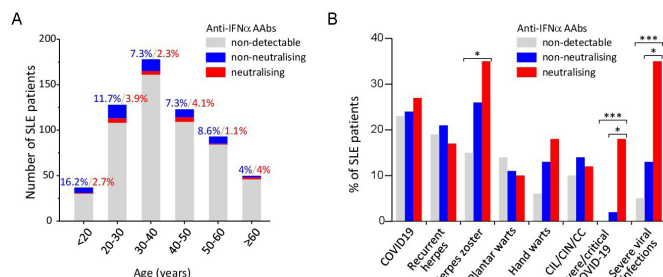 A
Anti-IFNα AAbs
non-detectable
non-neutralising
neutralising
Number of SLE patients
200
150
100
50
0
16.2%/2.7%
11.7%/3.9%
7.3%/2.3%
7.3%/4.1%
8.6%/1.1%
4%/4%
<20
20-30
30-40
40-50
50-60
≥60
Age (years)
B
Anti-IFNα AAbs
non-detectable
non-neutralising
neutralising
% of SLE patients
40
30
20
10
0
*
***
*
***
*
COVID19
Recurrent
herpes
Herpes zoster
Plantar warts
Hand warts
CIL/CIN/CC
COVID-19
Severe viral